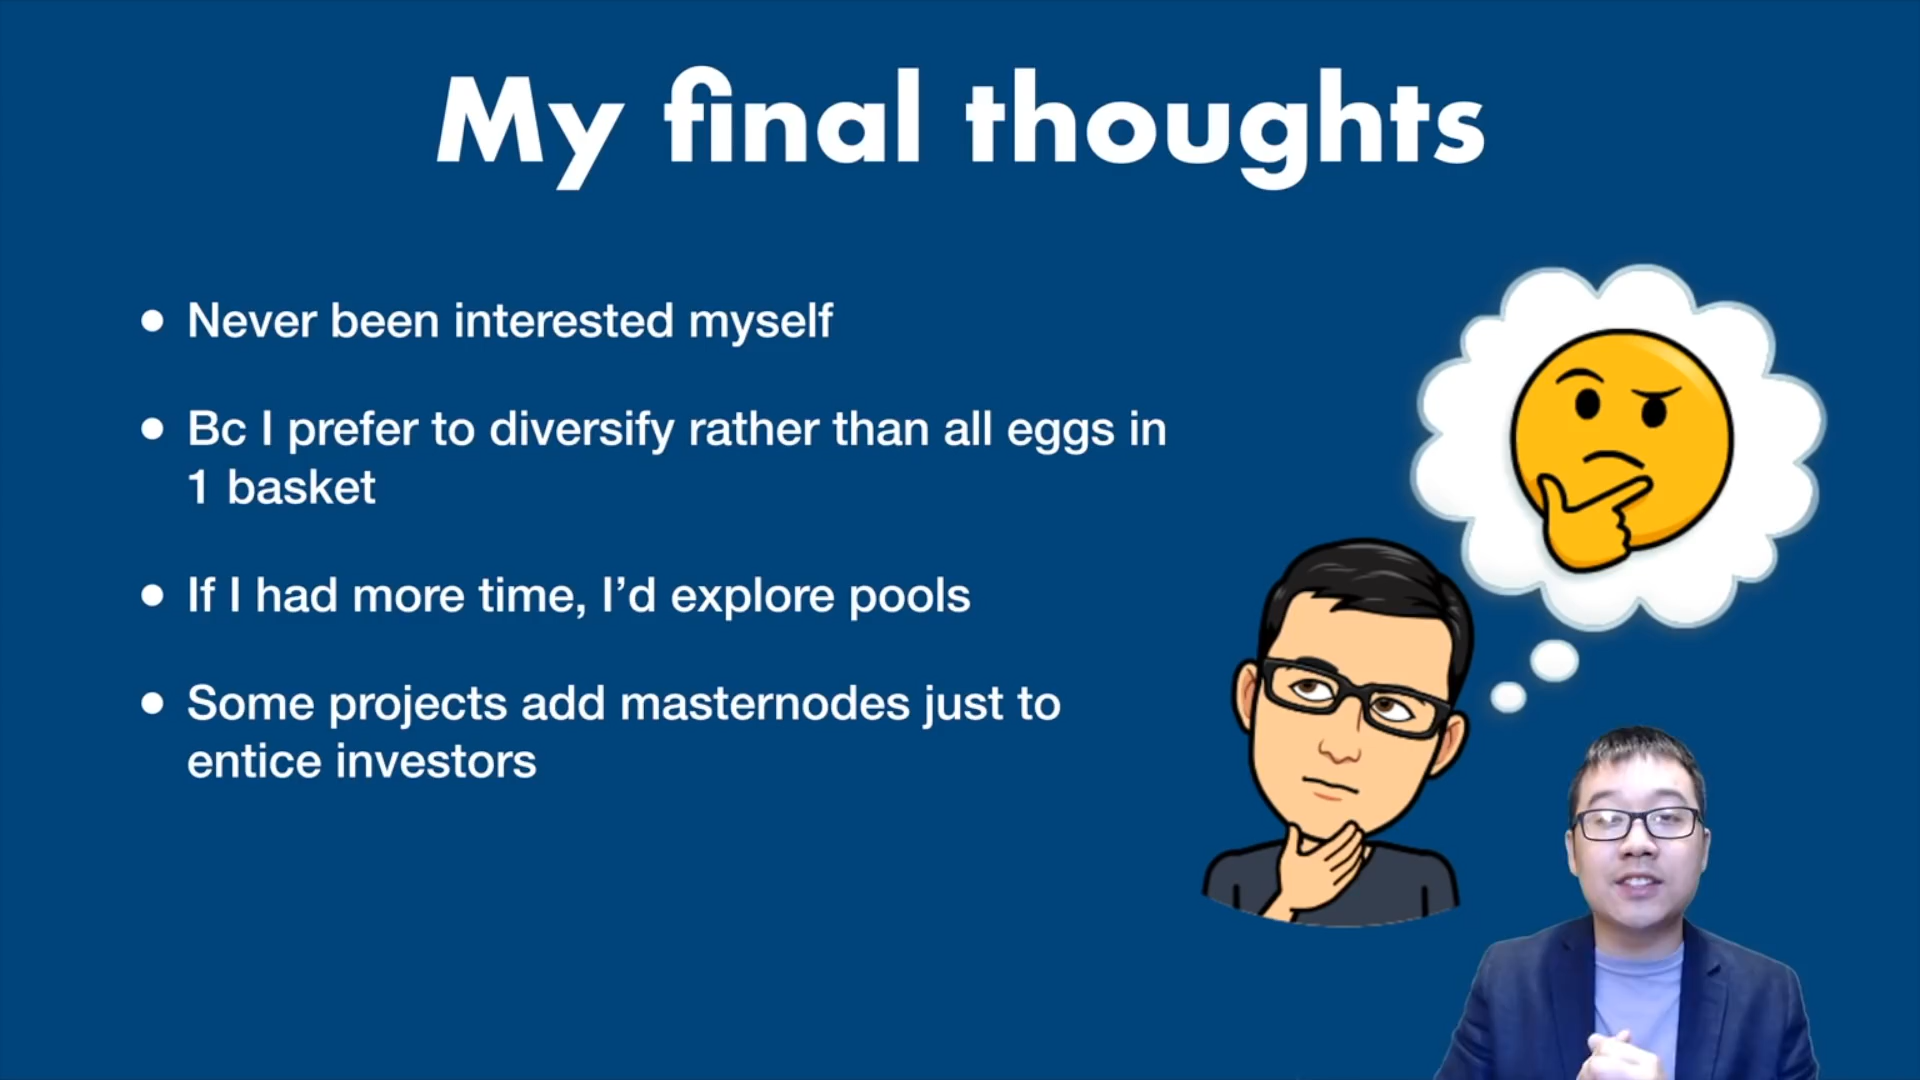 My final thoughts
• Never been interested myself
• Bc I prefer to diversify rather than all eggs in
1 basket
• If I had more time, I’d explore pools
• Some projects add masternodes just to
entice investors